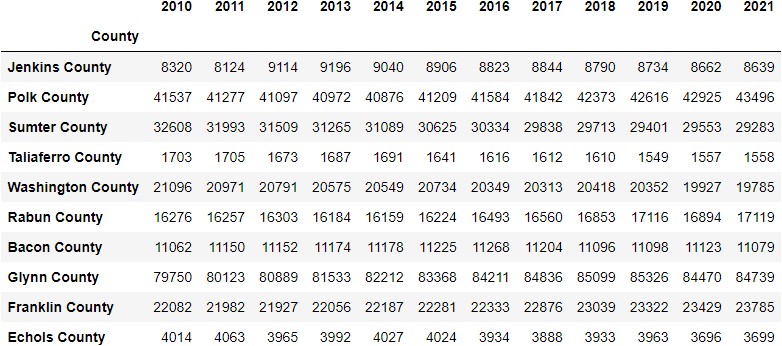 2010 2011 2012 2013 2014 2015 2016 2017 2018 2019 2020 2021
County
Jenkins County 8320 8124 9114 9196 9040 8906 8823 8844 8790 8734 8662 8639
Polk County 41537 41277 41097 40972 40876 41209 41584 41842 42373 42616 42925 43496
Sumter County 32608 31993 31509 31265 31089 30625 30334 29838 29713 29401 29553 29283
Taliaferro County 1703 1705 1673 1687 1691 1641 1616 1612 1610 1549 1557 1558
Washington County 21096 20971 20791 20575 20549 20734 20349 20313 20418 20352 19927 19785
Rabun County 16276 16257 16303 16184 16159 16224 16493 16560 16853 17116 16894 17119
Bacon County 11062 11150 11152 11174 11178 11225 11268 11204 11096 11098 11123 11079
Glynn County 79750 80123 80889 81533 82212 83368 84211 84836 85099 85326 84470 84739
Franklin County 22082 21982 21927 22056 22187 22281 22333 22876 23039 23322 23429 23785
Echols County 4014 4063 3965 3992 4027 4024 3934 3888 3933 3963 3696 3699